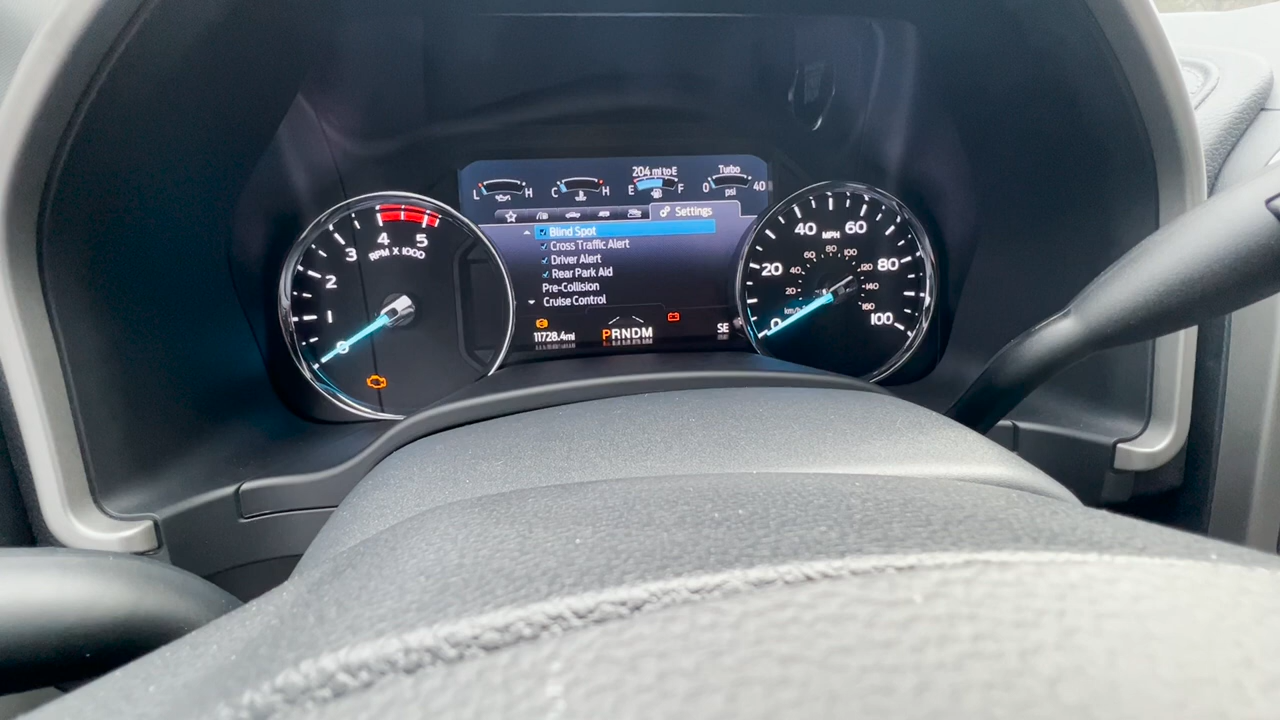 204 mi to E
Turbo
L H
C H
E F
0 40
psi
Settings
Blind Spot
Cross Traffic Alert
Driver Alert
Rear Park Aid
Pre-Collision
Cruise Control
11728.4mi
PRNDM
SE
0 1 2 3 4 5
RPM X 1000
0 20 40 60 80 100
MPH
20 40 60 80 100 120 140 160
km/h